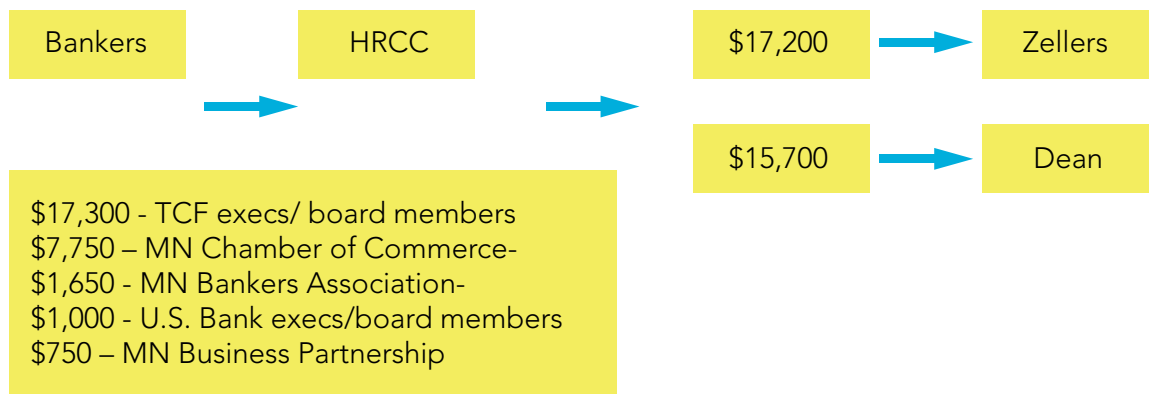 Bankers
HRCC
$17,200
Zellers
$15,700
Dean
$17,300 - TCF execs/ board members
$7,750 – MN Chamber of Commerce-
$1,650 - MN Bankers Association-
$1,000 - U.S. Bank execs/board members
$750 – MN Business Partnership